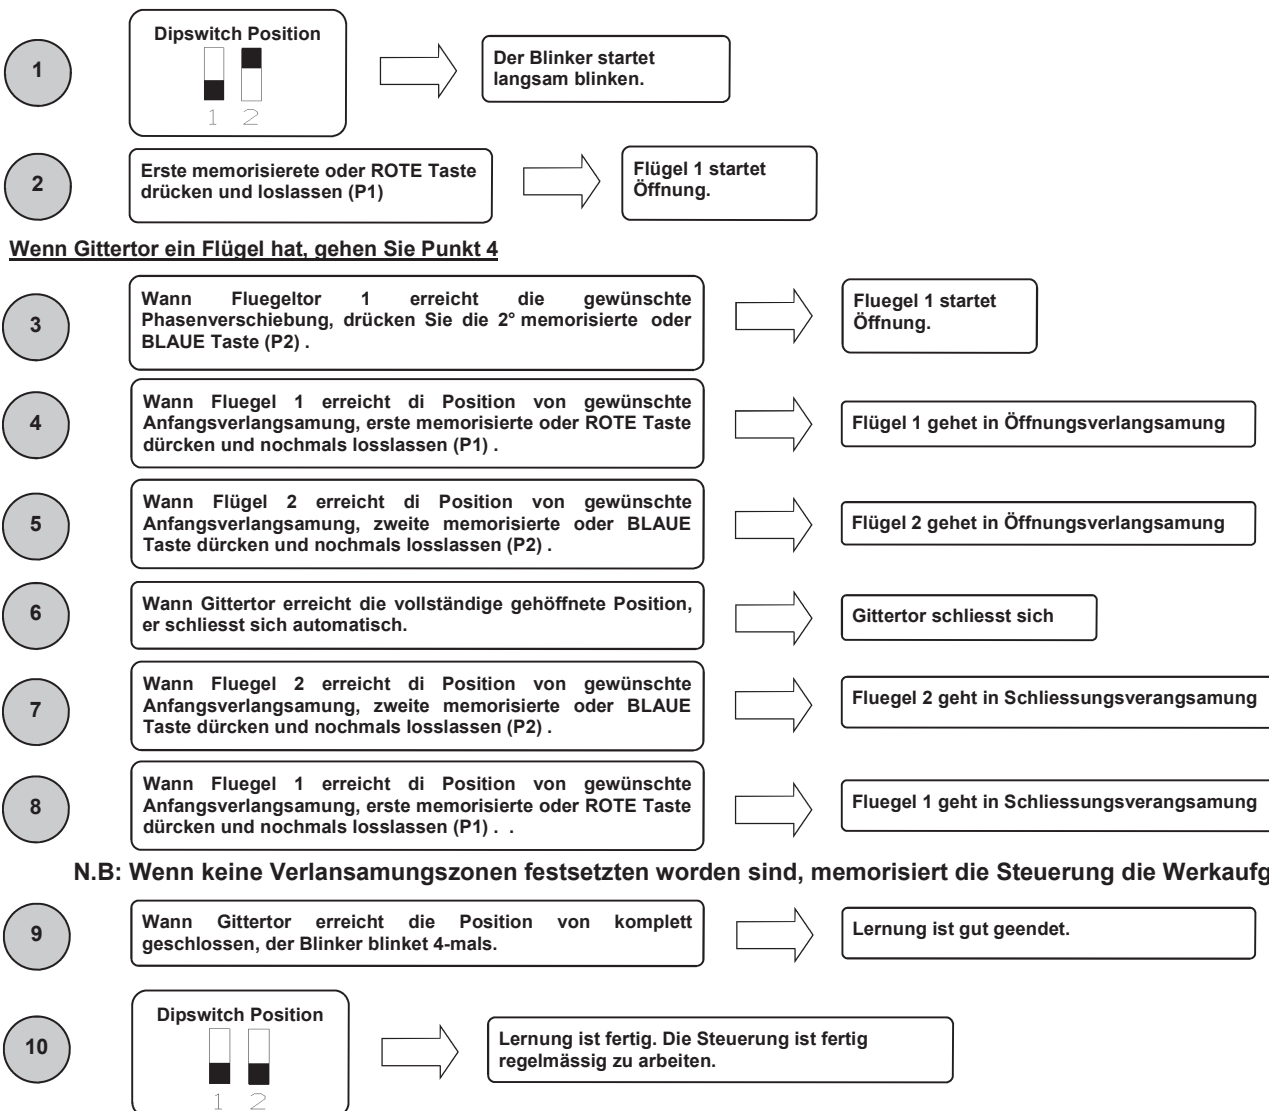 1
Dipswitch Position
1 2
Der Blinker startet
langsam blinken.
2
Erste memorisierete oder ROTE Taste
drücken und loslassen (P1)
Flügel 1 startet
Öffnung.
Wenn Gittertor ein Flügel hat, gehen Sie Punkt 4
3
Wann Fluegeltor 1 erreicht die gewünschte
Phasenverschiebung, drücken Sie die 2° memorisierte oder
BLAUE Taste (P2) .
Fluegel 1 startet
Öffnung.
4
Wann Fluegel 1 erreicht di Position von gewünschte
Anfangverlangsamung, erste memorisierte oder ROTE Taste
dürcken und nochmals losslassen (P1) .
Flügel 1 gehet in Öffnungsverlangsamung
5
Wann Flügel 2 erreicht di Position von gewünschte
Anfangsverlangsamung, zweite memorisierte oder BLAUE
Taste dürcken und nochmals losslassen (P2) .
Flügel 2 gehet in Öffnungsverlangsamung
6
Wann Gittertor erreicht die vollständige gehöffnete Position,
er schliesst sich automatisch.
Gittertor schliesst sich
7
Wann Fluegel 2 erreicht di Position von gewünschte
Anfangsverlangsamung, zweite memorisierte oder BLAUE
Taste dürcken und nochmals losslassen (P2) .
Fluegel 2 geht in Schliessungsverangsamung
8
Wann Fluegel 1 erreicht di Position von gewünschte
Anfangsverlangsamung, erste memorisierte oder ROTE Taste
dürcken und nochmals losslassen (P1) . .
Fluegel 1 geht in Schliessungsverangsamung
N.B: Wenn keine Verlansamungszonen festsetzten worden sind, memorisiert die Steuerung die
9
Wann Gittertor erreicht die Position von komplett
geschlossen, der Blinker blinket 4-mals.
Lernung ist gut geendet.
10
Dipswitch Position
1 2
Lernung ist fertig. Die Steuerung ist fertig
regelmässig zu arbeiten.